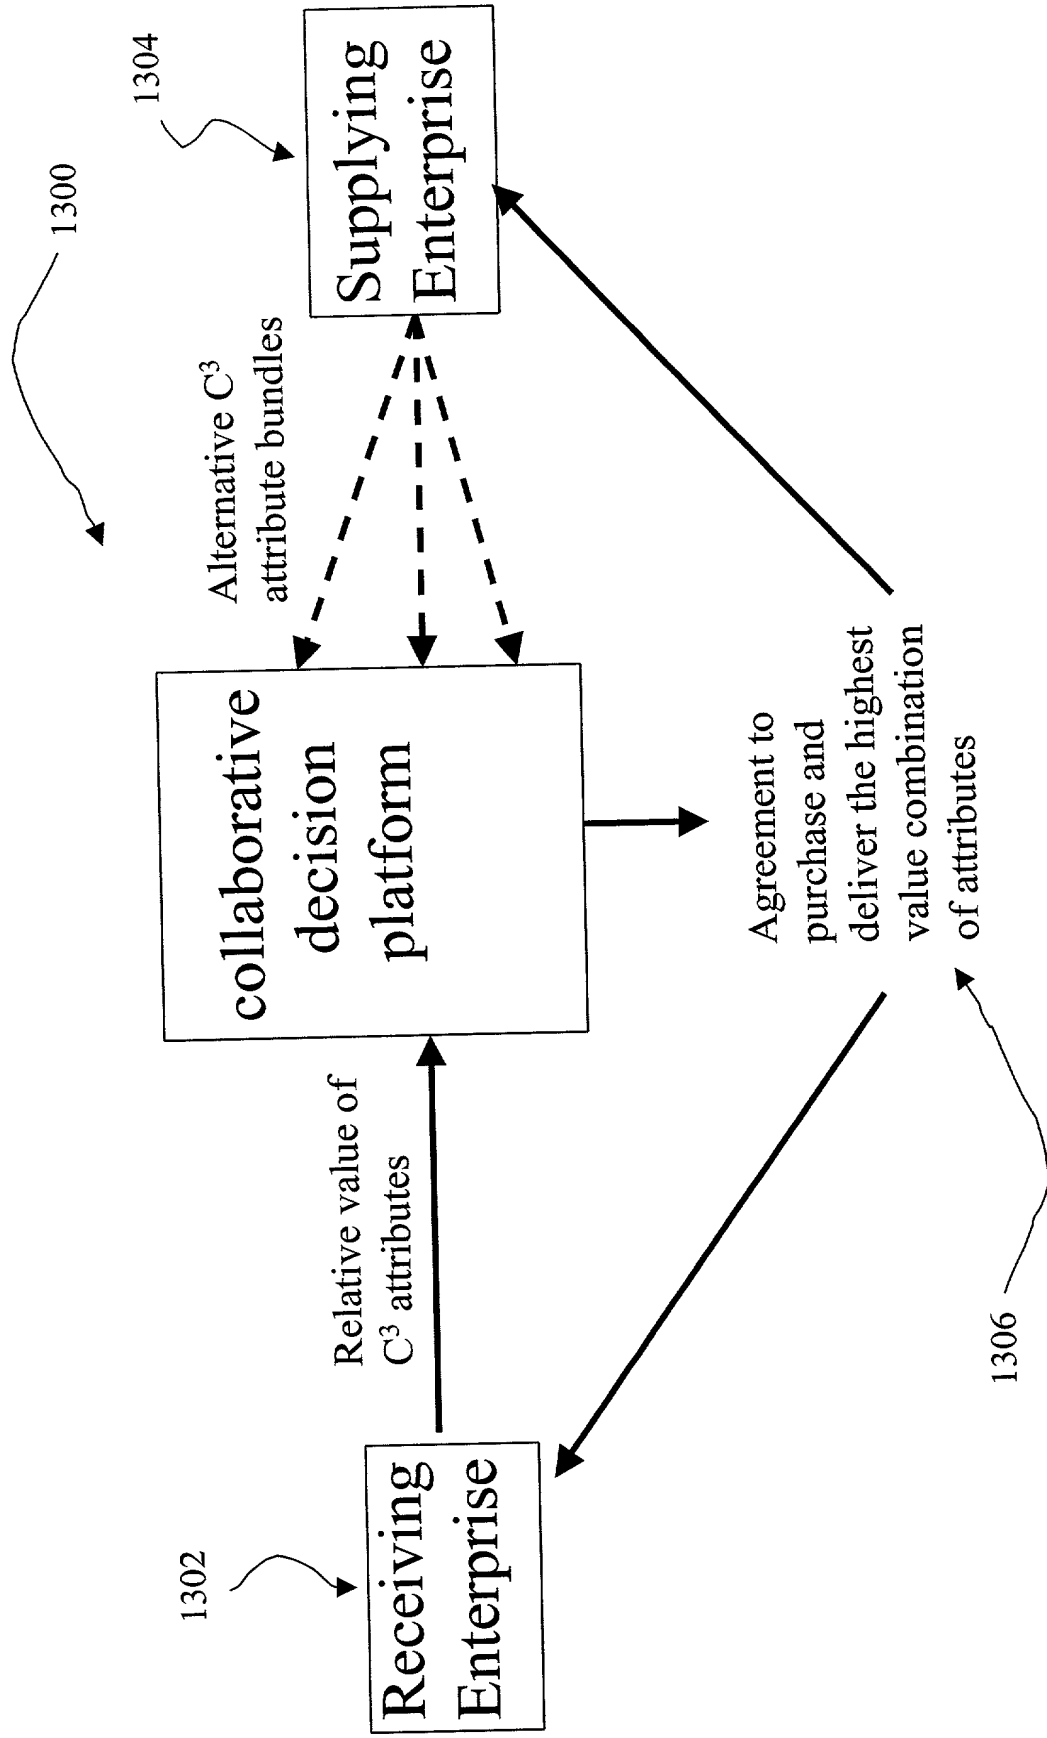 1300
1304
1302
Receiving
Enterprise
Relative value of
C³ attributes
collaborative
decision
platform
Alternative C³
attribute bundles
Supplying
Enterprise
Agreement to
purchase and
deliver the highest
value combination
of attributes
1306